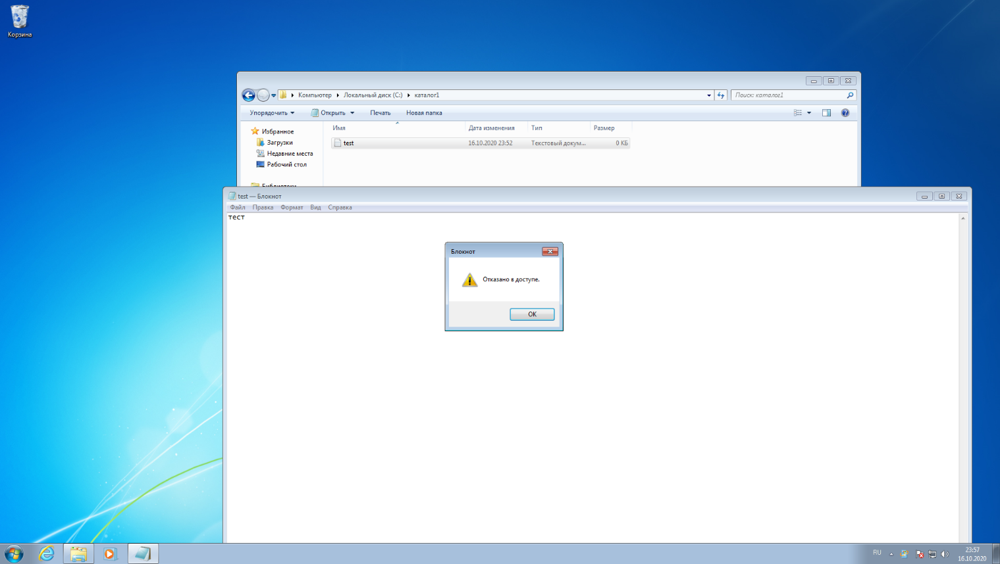 Корзина
Компьютер Локальный диск (C:) каталог1
Поиск: каталог1
Упорядочить Открыть Печать Новая папка
Имя Дата изменения Тип Размер
Избранное
test 16.10.2020 23:52 Текстовый докум... 0 КБ
Загрузки
Недавние места
Рабочий стол
Библиотеки
test — Блокнот
Файл Правка Формат Вид Справка
тест
Блокнот
Отказано в доступе.
OK
RU
23:57
16.10.2020